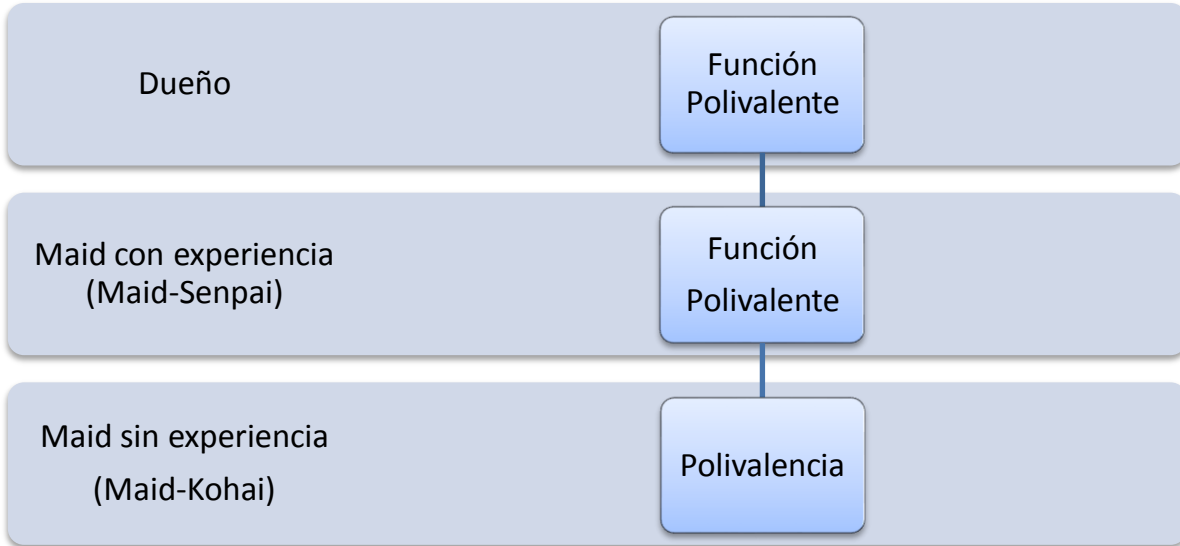 Dueño
Función
Polivalente
Maid con experiencia
(Maid-Senpai)
Función
Polivalente
Maid sin experiencia
(Maid-Kohai)
Polivalencia